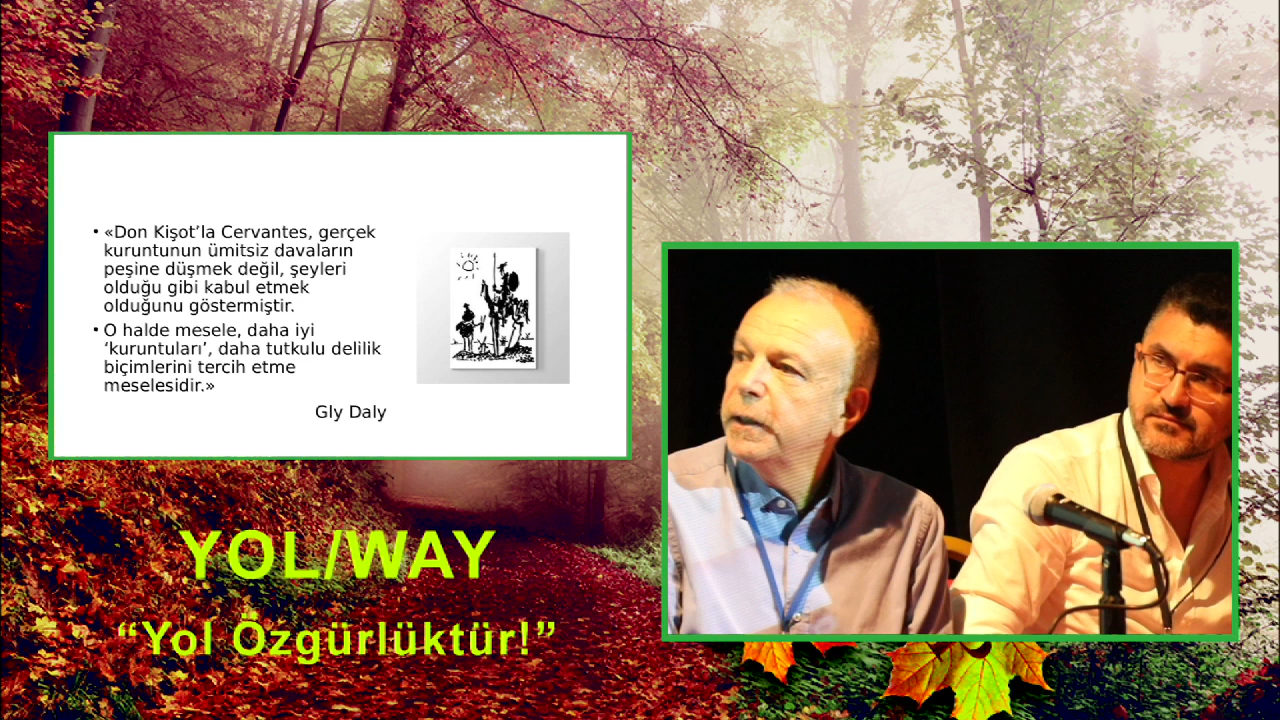 • «Don Kişot’la Cervantes, gerçek
kuruntunun ümitsiz davaların
peşine düşmek değil, şeyleri
olduğu gibi kabul etmek
olduğunu göstermiştir.
• O halde mesele, daha iyi
‘kuruntuları’, daha tutkulu delilik
biçimlerini tercih etme
meselesidir.»
Gly Daly
YOL/WAY
“Yol Özgürlüktür!”